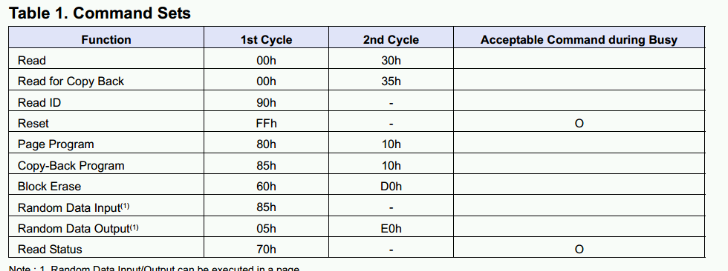 Table 1. Command Sets
Function 1st Cycle 2nd Cycle Acceptable Command during Busy
Read 00h 30h
Read for Copy Back 00h 35h
Read ID 90h -
Reset FFh - O
Page Program 80h 10h
Copy-Back Program 85h 10h
Block Erase 60h D0h
Random Data Input(1) 85h -
Random Data Output(1) 05h E0h
Read Status 70h - O
Note : 1. Random Data Input/Output can be executed in a page.